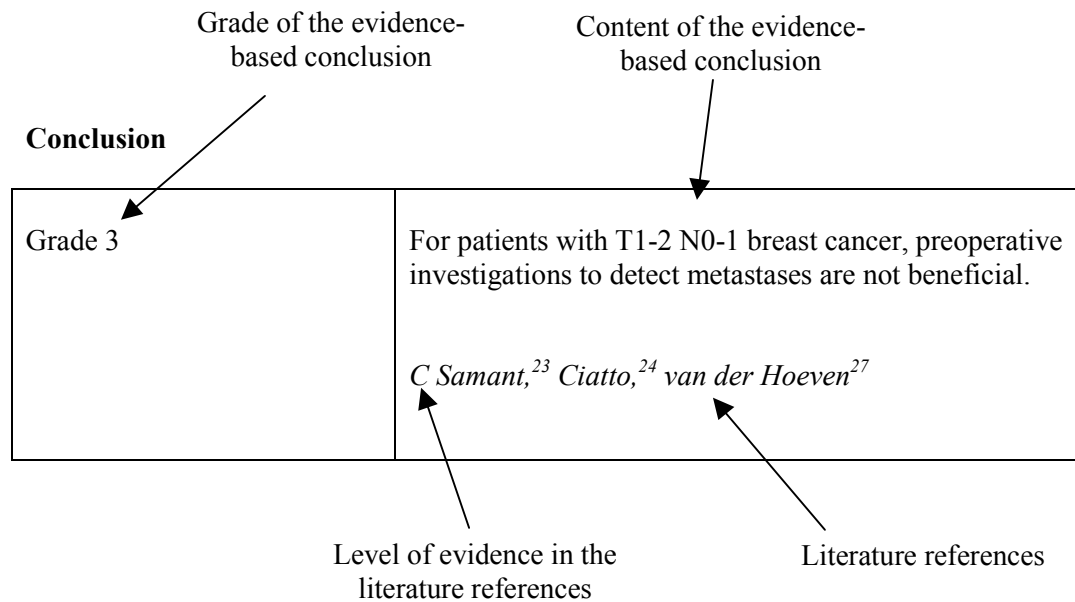 Grade of the evidence-
based conclusion
Content of the evidence-
based conclusion
Conclusion
Grade 3
For patients with T1-2 N0-1 breast cancer, preoperative
investigations to detect metastases are not beneficial.
C Samant,23 Ciatto,24 van der Hoeven27
Level of evidence in the
literature references
Literature references